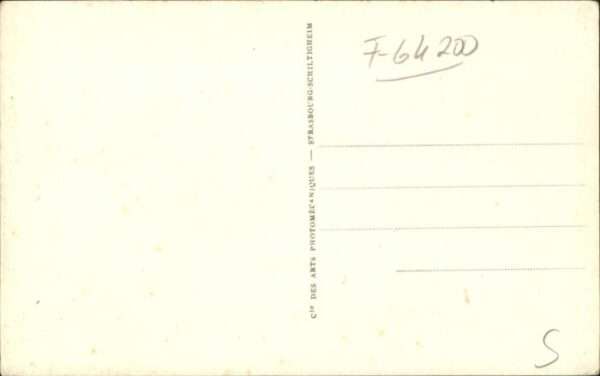 F-64200
Cie DES ARTS PHOTOMÉCANIQUES — STRASBOURG-SCHILTIGHEIM
S